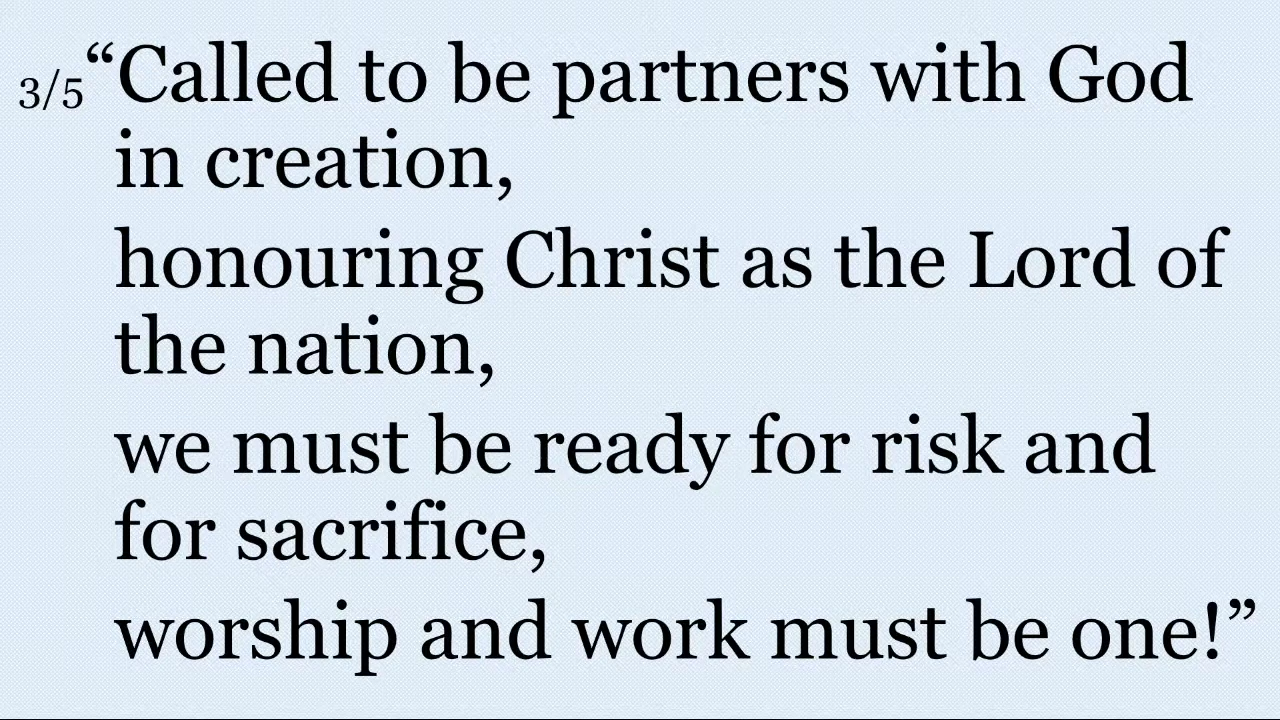 3/5 “Called to be partners with God
in creation,
honouring Christ as the Lord of
the nation,
we must be ready for risk and
for sacrifice,
worship and work must be one!”